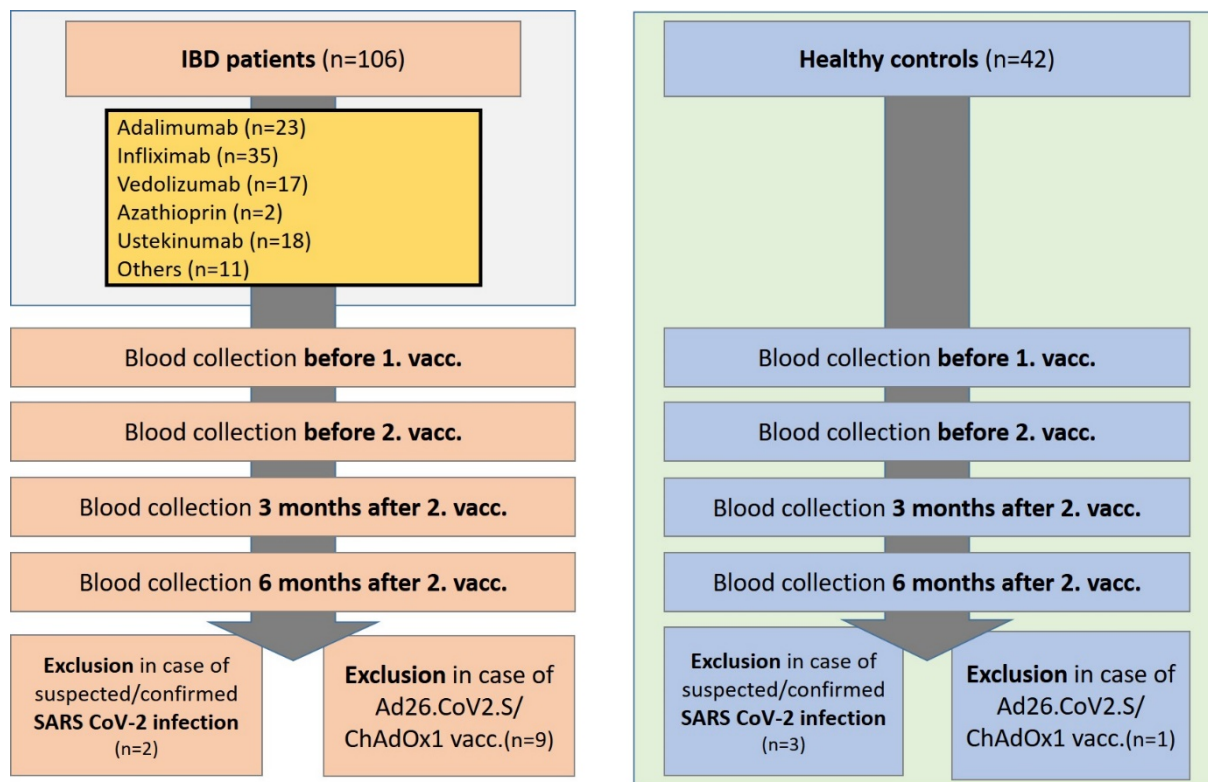 IBD patients (n=106)
Adalimumab (n=23)
Infliximab (n=35)
Vedolizumab (n=17)
Azathioprin (n=2)
Ustekinumab (n=18)
Others (n=11)
Blood collection before 1. vacc.
Blood collection before 2. vacc.
Blood collection 3 months after 2. vacc.
Blood collection 6 months after 2. vacc.
Exclusion in case of
suspected/confirmed
SARS CoV-2 infection
(n=2)
Exclusion in case of
Ad26.CoV2.S/
ChAdOx1 vacc.(n=9)
Healthy controls (n=42)
Blood collection before 1. vacc.
Blood collection before 2. vacc.
Blood collection 3 months after 2. vacc.
Blood collection 6 months after 2. vacc.
Exclusion in case of
suspected/confirmed
SARS CoV-2 infection
(n=3)
Exclusion in case of
Ad26.CoV2.S/
ChAdOx1 vacc.(n=1)